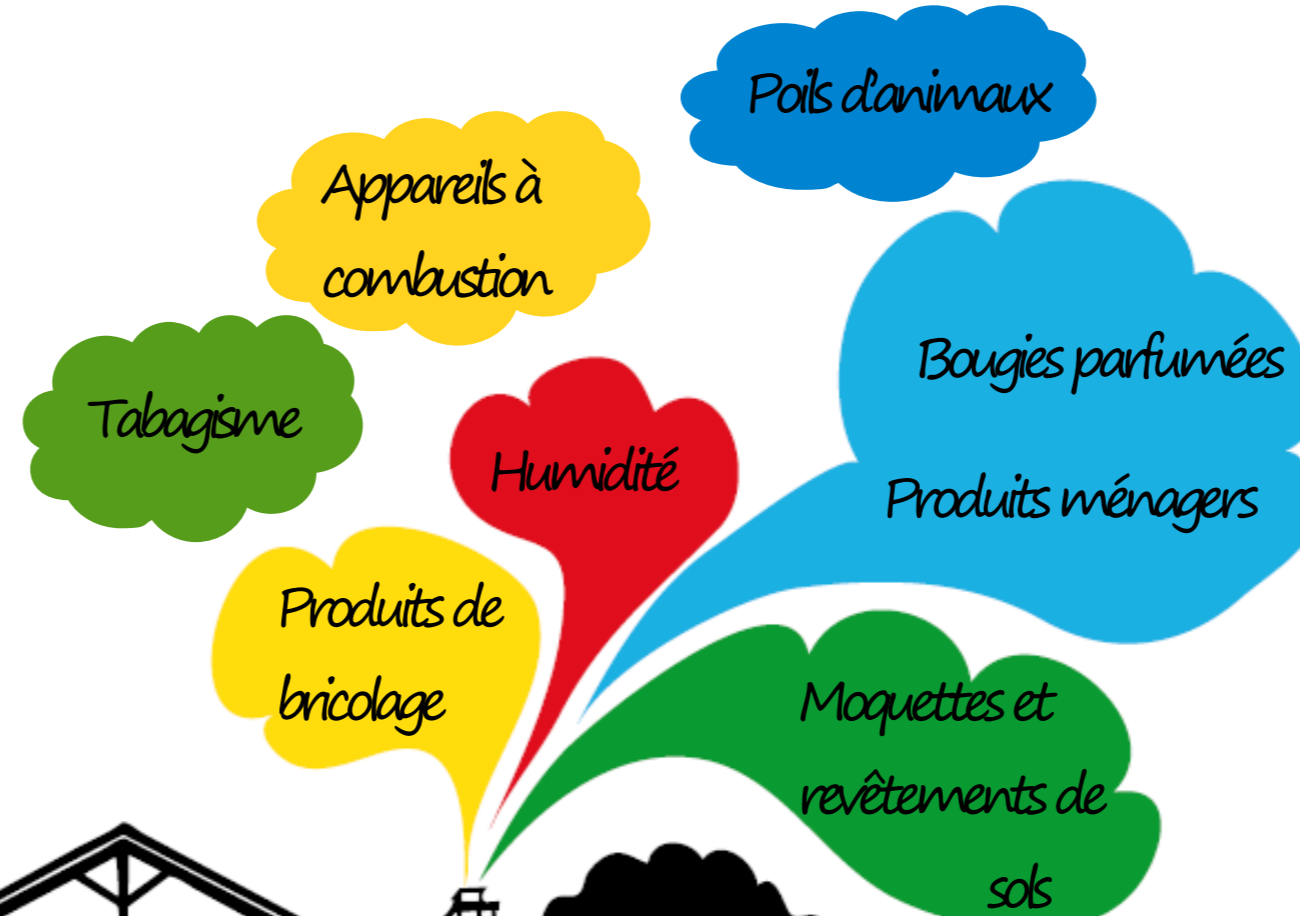 Poils d'animaux
Appareils à
combustion
Bougies parfumées
Tabagisme
Humidité
Produits ménagers
Produits de
bricolage
Moquettes et
revêtements de
sols